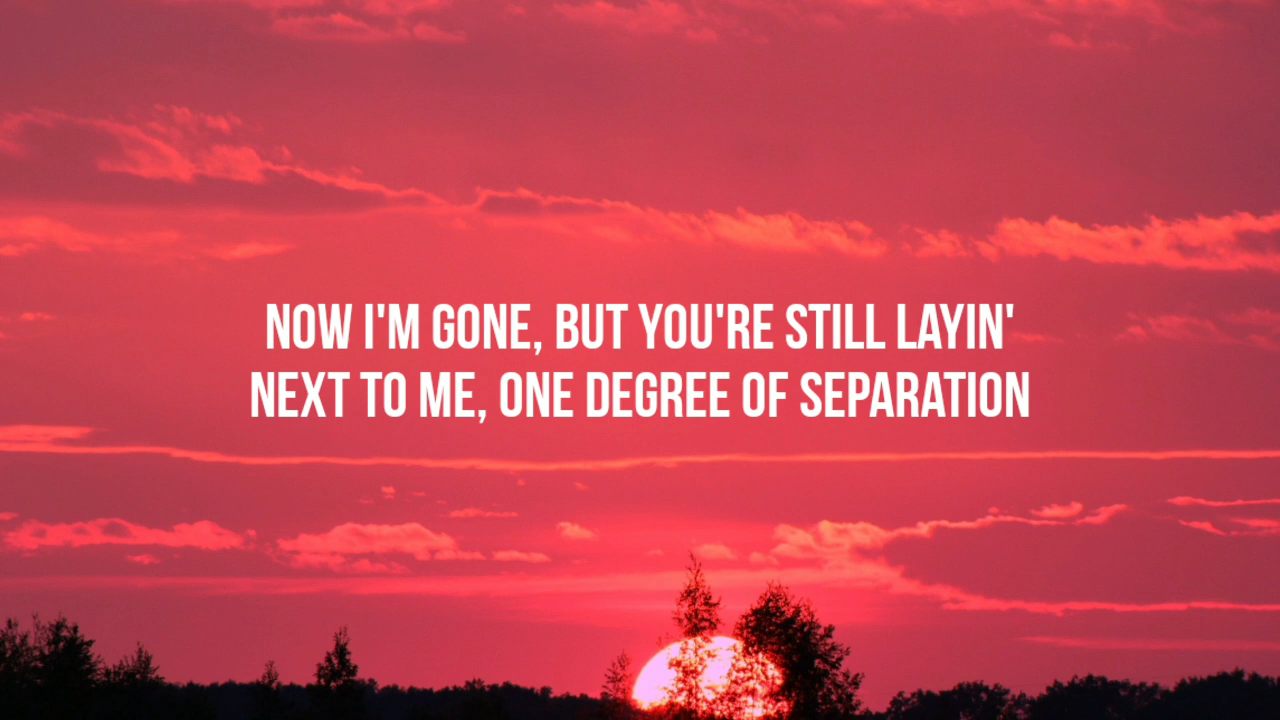 NOW I'M GONE, BUT YOU'RE STILL LAYIN'
NEXT TO ME, ONE DEGREE OF SEPARATION